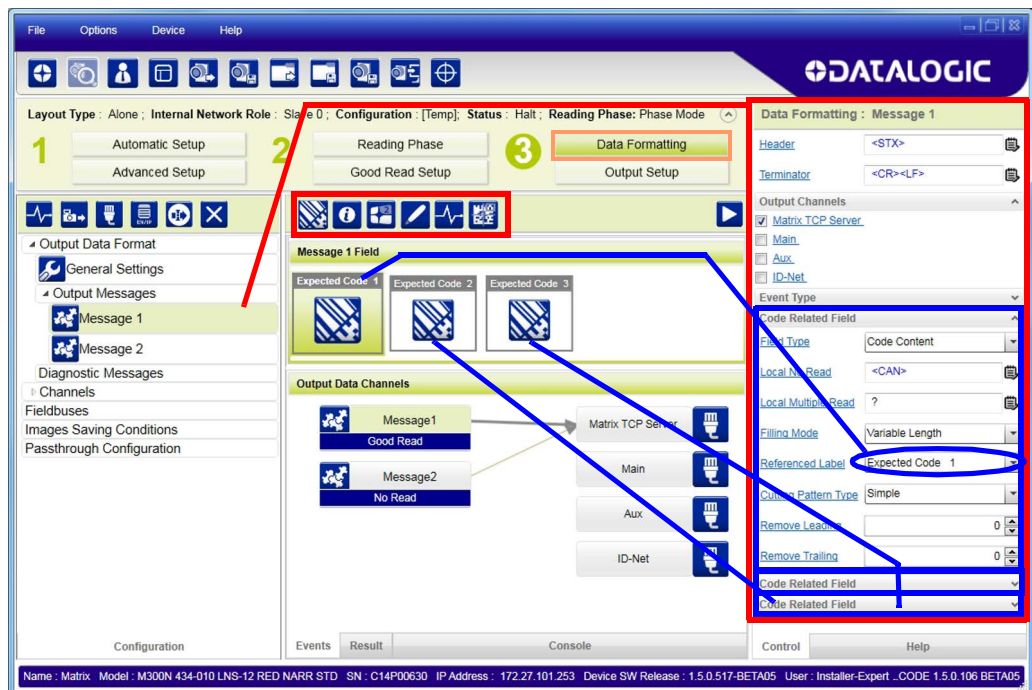 File Options Device Help
DATALOGIC
Layout Type : Alone ; Internal Network Role : Slave 0 ; Configuration : [Temp]; Status : Halt ; Reading Phase: Phase Mode
1
Automatic Setup
Advanced Setup
2
Reading Phase
Good Read Setup
3
Data Formatting
Output Setup
Output Data Format
General Settings
Output Messages
Message 1
Message 2
Diagnostic Messages
Channels
Fieldbuses
Images Saving Conditions
Passthrough Configuration
Configuration
Message 1 Field
Expected Code 1
Expected Code 2
Expected Code 3
Output Data Channels
Message1
Good Read
Message2
No Read
Matrix TCP Server
Main
Aux
ID-Net
Events Result Console
Data Formatting : Message 1
Header <STX>
Terminator <CR><LF>
Output Channels
Matrix TCP Server
Main
Aux
ID-Net
Event Type
Code Related Field
Field Type Code Content
Local No Read <CAN>
Local Multiple Read ?
Filling Mode Variable Length
Referenced Label Expected Code 1
Cutting Pattern Type Simple
Remove Leading 0
Remove Trailing 0
Code Related Field
Code Related Field
Control Help
Name : Matrix Model : M300N 434-010 LNS-12 RED NARR STD SN : C14P00630 IP Address : 172.27.101.253 Device SW Release : 1.5.0.517-BETA05 User : Installer-Expert ..CODE 1.5.0.106 BETA05